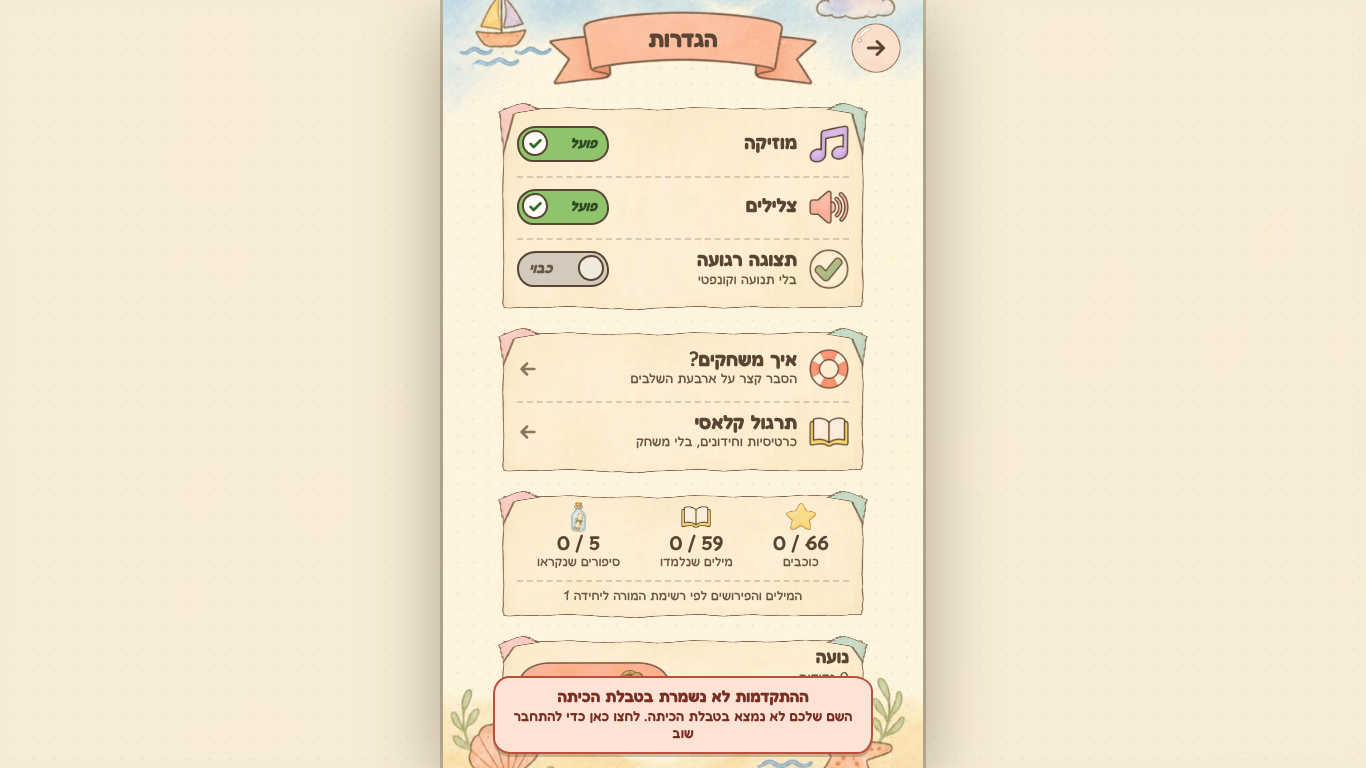 הגדרות
מוזיקה
פועל
צלילים
פועל
תצוגה רגועה
בלי תנועה וקונפטי
כבוי
איך משחקים?
הסבר קצר על ארבעת השלבים
תרגול קלאסי
כרטיסיות וחידונים, בלי משחק
0 / 66
כוכבים
0 / 59
מילים שנלמדו
0 / 5
סיפורים שנקראו
המילים והפירושים לפי רשימת המורה ליחידה 1
נועה
ההתקדמות לא נשמרת בטבלת הכיתה
השם שלכם לא נמצא בטבלת הכיתה. לחצו כאן כדי להתחבר
שוב